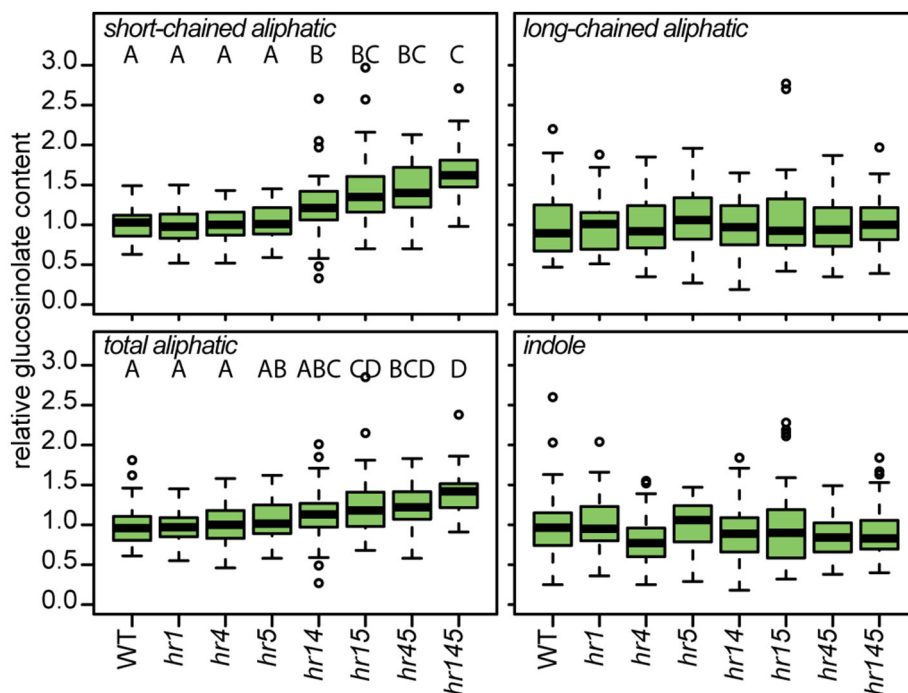 short-chained aliphatic
A A A A B BC BC C
long-chained aliphatic
3.0
2.5
2.0
1.5
1.0
0.5
0.0
total aliphatic
A A A AB ABC CD BCD D
indole
3.0
2.5
2.0
1.5
1.0
0.5
0.0
relative glucosinolate content
WT hr1 hr4 hr5 hr14 hr15 hr45 hr145
WT hr1 hr4 hr5 hr14 hr15 hr45 hr145